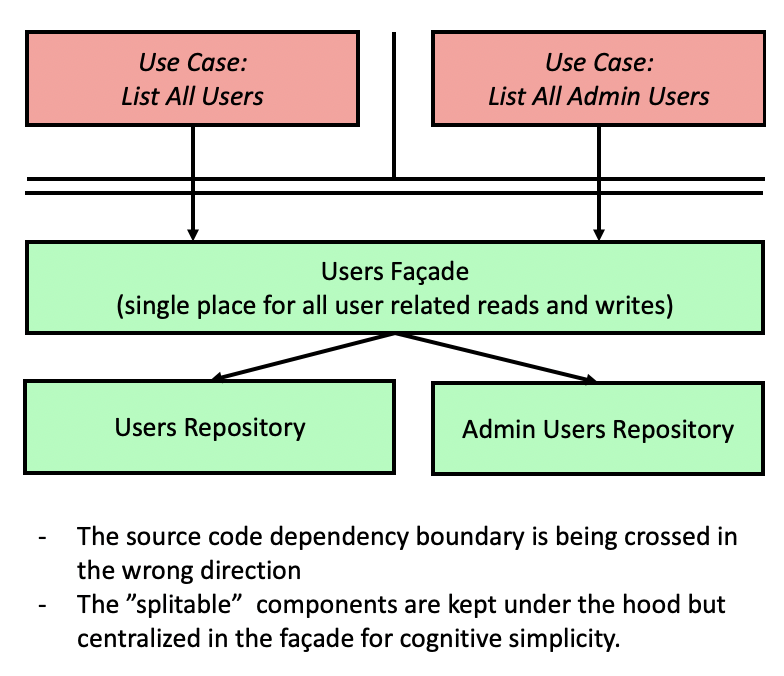 Use Case:
List All Users
Use Case:
List All Admin Users
Users Façade
(single place for all user related reads and writes)
Users Repository
Admin Users Repository
- The source code dependency boundary is being crossed in
the wrong direction
- The ”splitable” components are kept under the hood but
centralized in the façade for cognitive simplicity.